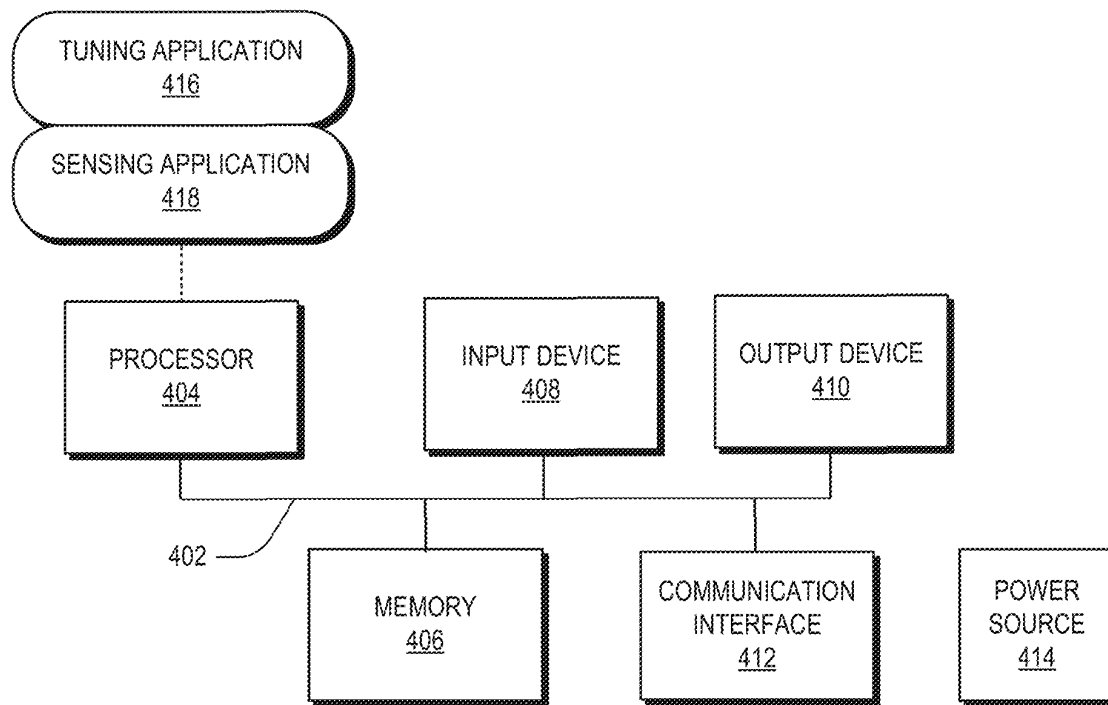 TUNING APPLICATION
416
SENSING APPLICATION
418
PROCESSOR
404
INPUT DEVICE
408
OUTPUT DEVICE
410
402
MEMORY
406
COMMUNICATION
INTERFACE
412
POWER
SOURCE
414